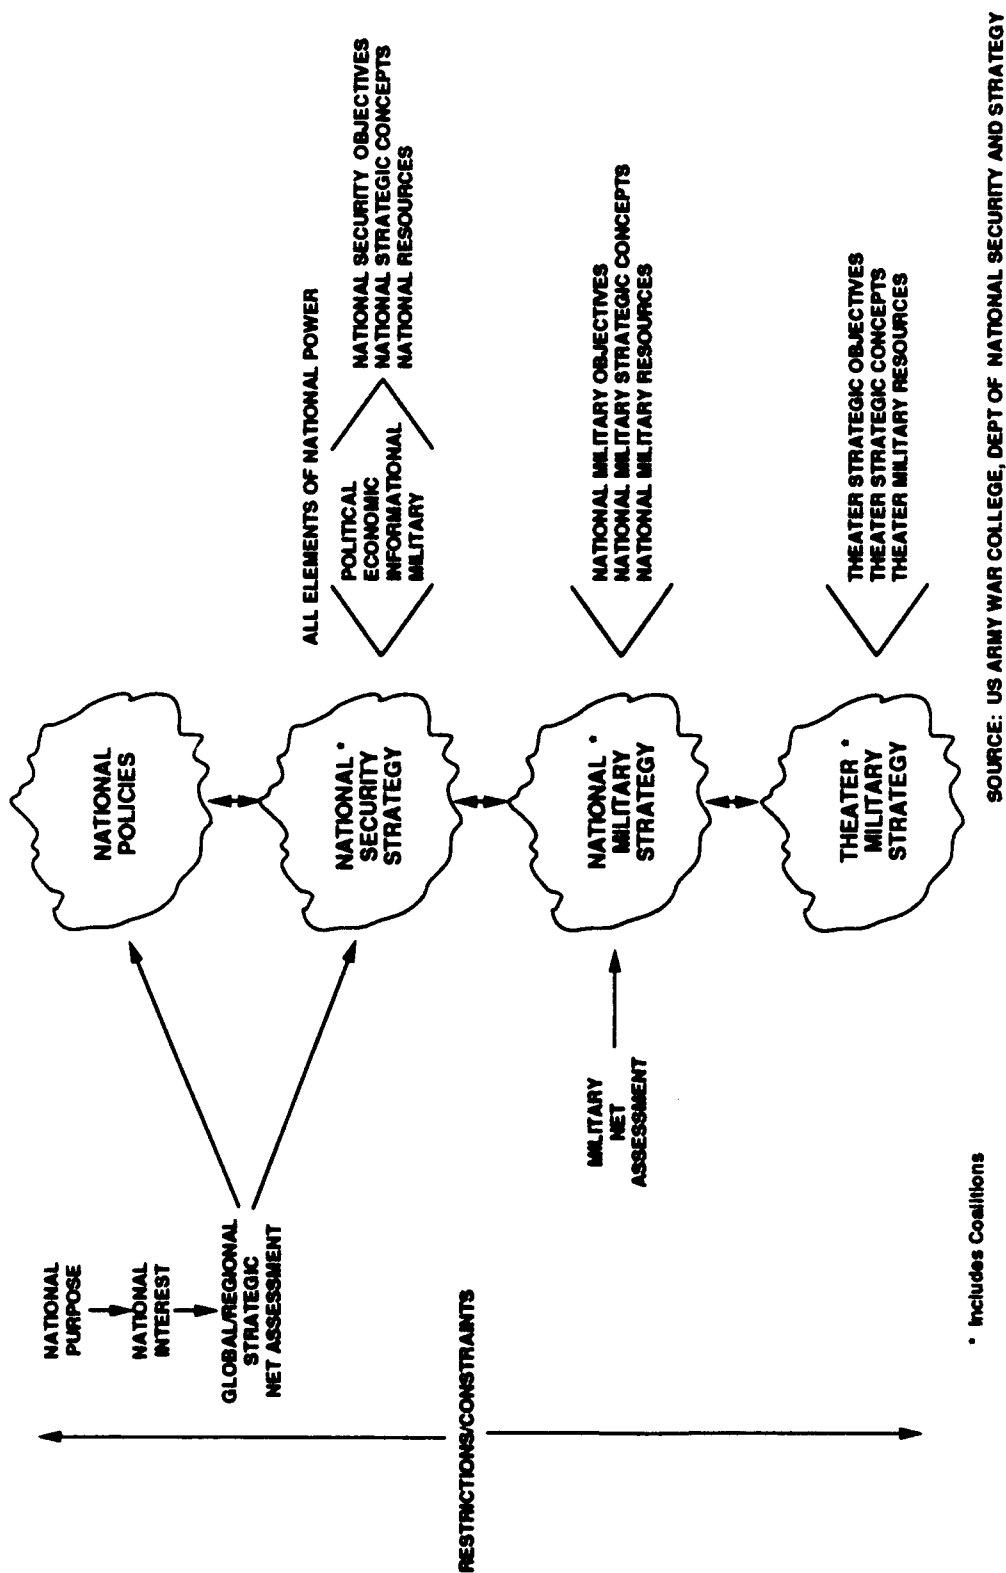 NATIONAL
PURPOSE
NATIONAL
INTEREST
GLOBAL/REGIONAL
STRATEGIC
NET ASSESSMENT
RESTRICTIONS/CONSTRAINTS
MILITARY
NET
ASSESSMENT
NATIONAL
POLICIES
NATIONAL *
SECURITY
STRATEGY
NATIONAL *
MILITARY
STRATEGY
THEATER *
MILITARY
STRATEGY
ALL ELEMENTS OF NATIONAL POWER
POLITICAL
ECONOMIC
INFORMATIONAL
MILITARY
NATIONAL SECURITY OBJECTIVES
NATIONAL STRATEGIC CONCEPTS
NATIONAL RESOURCES
NATIONAL MILITARY OBJECTIVES
NATIONAL MILITARY STRATEGIC CONCEPTS
NATIONAL MILITARY RESOURCES
THEATER STRATEGIC OBJECTIVES
THEATER STRATEGIC CONCEPTS
THEATER MILITARY RESOURCES
* Includes Coalitions
SOURCE: US ARMY WAR COLLEGE, DEPT OF NATIONAL SECURITY AND STRATEGY